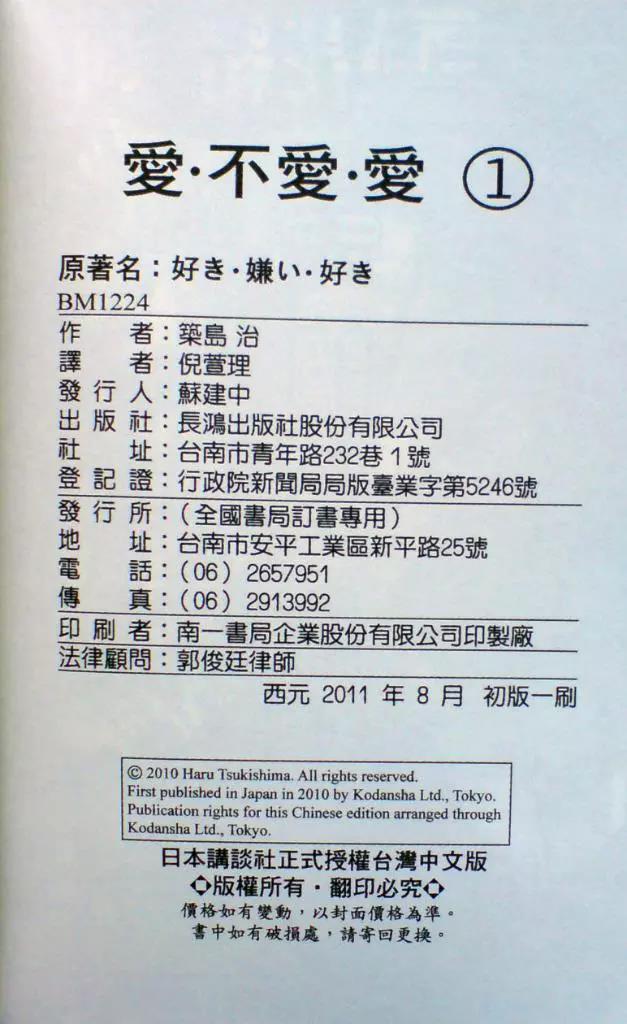 愛·不愛·愛 ①
原著名：好き·嫌い·好き
BM1224
作者：築島 治
譯者：倪萱理
發行人：蘇建中
出版社：長鴻出版社股份有限公司
社址：台南市青年路232巷1號
登記證：行政院新聞局局版臺業字第5246號
發行所：（全國書局訂書專用）
地址：台南市安平工業區新平路25號
電話：（06）2657951
傳真：（06）2913992
印刷者：南一書局企業股份有限公司印製廠
法律顧問：郭俊廷律師
西元 2011 年 8 月 初版一刷
© 2010 Haru Tsukishima. All rights reserved.
First published in Japan in 2010 by Kodansha Ltd., Tokyo.
Publication rights for this Chinese edition arranged through
Kodansha Ltd., Tokyo.
日本講談社正式授權台灣中文版
◇版權所有·翻印必究◇
價格如有變動，以封面價格為準。
書中如有破損處，請寄回更換。